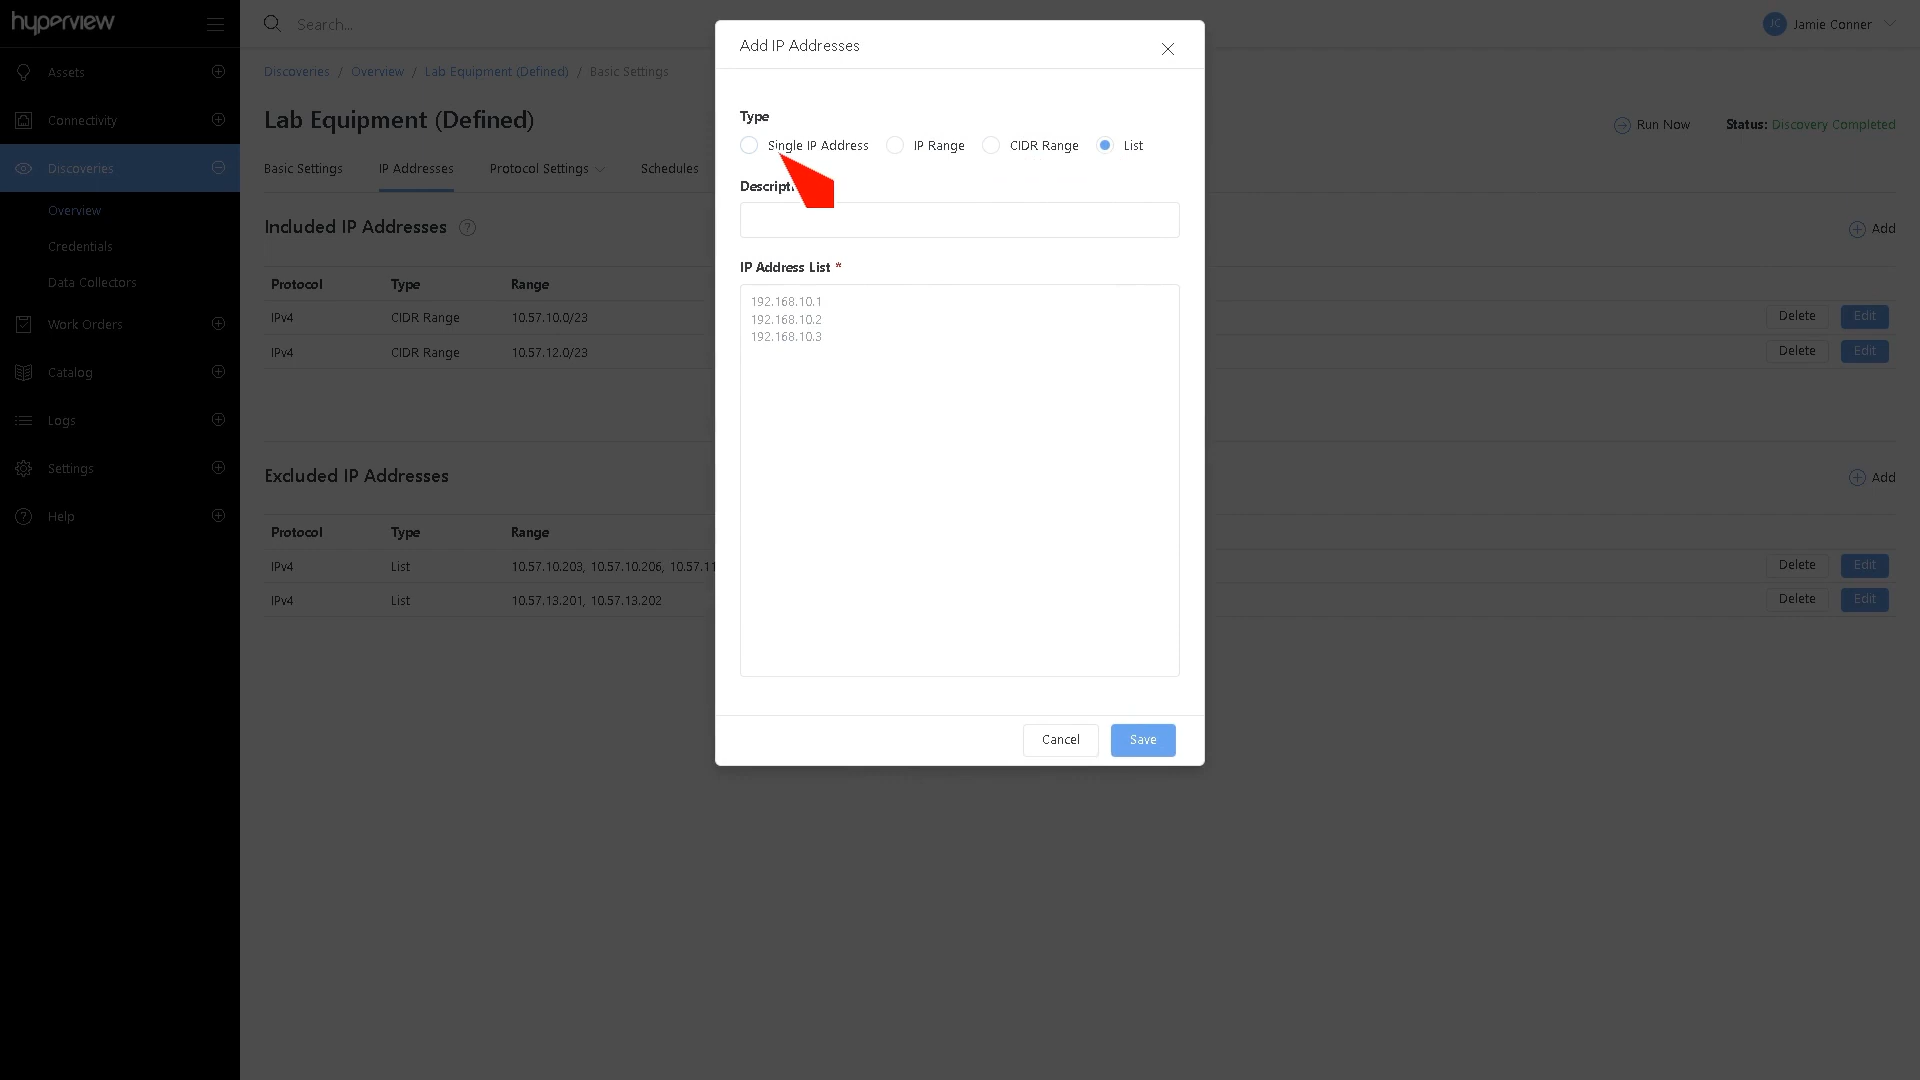 hyperview
Search...
JC Jamie Conner
Assets
Connectivity
Discoveries
Overview
Credentials
Data Collectors
Work Orders
Catalog
Logs
Settings
Help
Discoveries / Overview / Lab Equipment (Defined) / Basic Settings
Lab Equipment (Defined)
Run Now
Status: Discovery Completed
Basic Settings IP Addresses Protocol Settings Schedules
Included IP Addresses ?
Add
Protocol Type Range
IPv4 CIDR Range 10.57.10.0/23 Delete Edit
IPv4 CIDR Range 10.57.12.0/23 Delete Edit
Excluded IP Addresses
Add
Protocol Type Range
IPv4 List 10.57.10.203, 10.57.10.206, 10.57.11 Delete Edit
IPv4 List 10.57.13.201, 10.57.13.202 Delete Edit
Add IP Addresses
Type
Single IP Address IP Range CIDR Range List
Descript
IP Address List *
192.168.10.1
192.168.10.2
192.168.10.3
Cancel Save